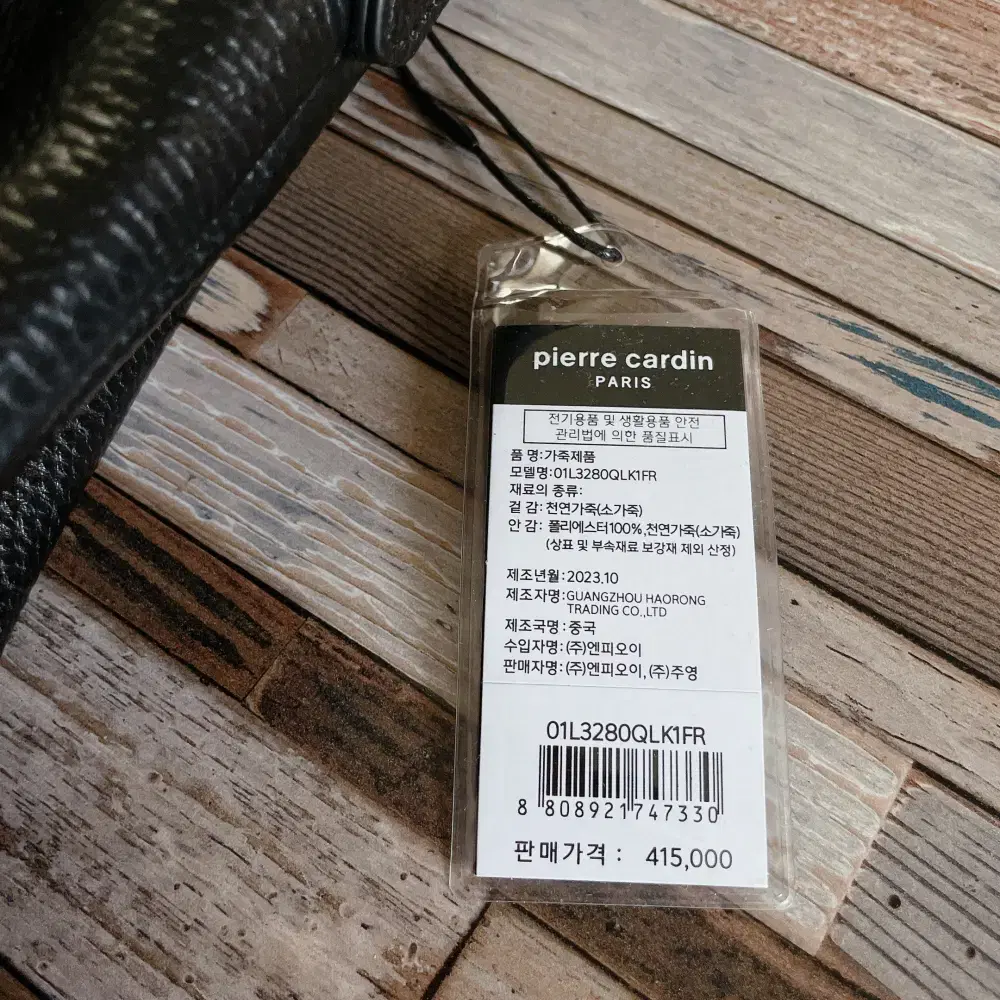 pierre cardin
PARIS
전기용품 및 생활용품 안전
관리법에 의한 품질표시
품 명:가죽제품
모델명:01L3280QLK1FR
재료의 종류:
겉 감: 천연가죽(소가죽)
안 감: 폴리에스터100%,천연가죽(소가죽)
(상표 및 부속재료 보강재 제외 산정)
제조년월:2023.10
제조자명:GUANGZHOU HAORONG
TRADING CO.,LTD
제조국명:중국
수입자명:(주)엔피오이
판매자명:(주)엔피오이,(주)주영
01L3280QLK1FR
8 808921 747330
판매가격: 415,000